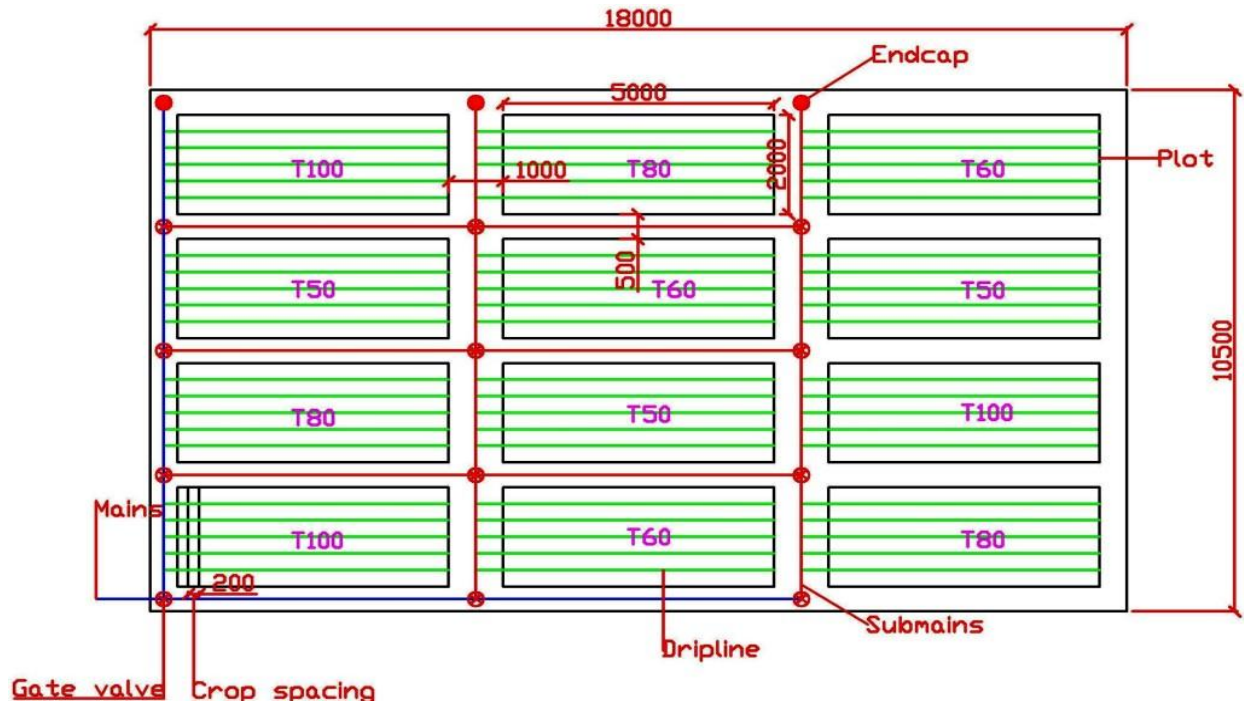 18000
Endcap
5000
T100
1000
T80
2000
T60
Plot
500
T50
T60
T50
10500
T80
T50
T100
Mains
T100
T60
T80
200
Submains
Dripline
Gate valve
Crop spacing